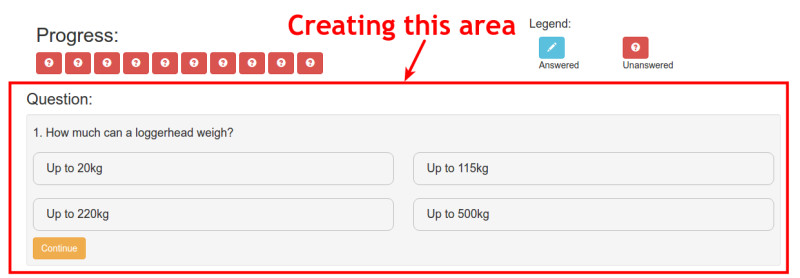 Creating this area
Legend:
Progress:
Answered
Unanswered
Question:
1. How much can a loggerhead weigh?
Up to 20kg
Up to 115kg
Up to 220kg
Up to 500kg
Continue